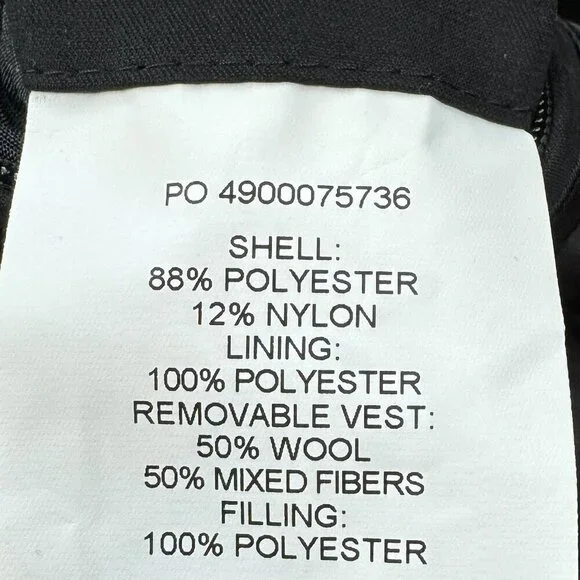 PO 4900075736
SHELL:
88% POLYESTER
12% NYLON
LINING:
100% POLYESTER
REMOVABLE VEST:
50% WOOL
50% MIXED FIBERS
FILLING:
100% POLYESTER